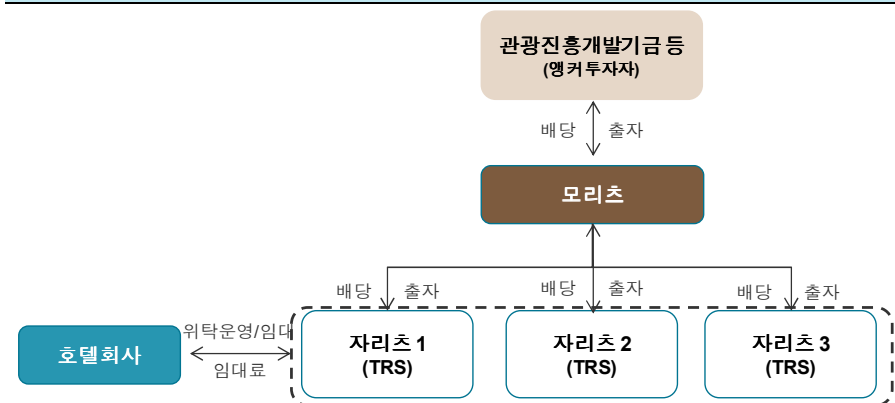 관광진흥개발기금 등
(앵커투자자)
배당 출자
모리츠
배당 출자 배당 출자 배당 출자
호텔회사
위탁운영/임대
임대료
자리츠 1
(TRS)
자리츠 2
(TRS)
자리츠 3
(TRS)